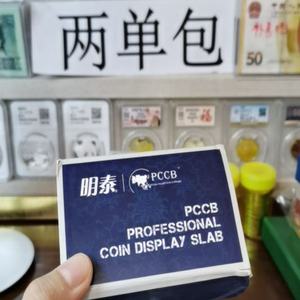 两单包
50
明泰 PCCB
PCCB
PROFESSIONAL
COIN DISPLAY SLAB